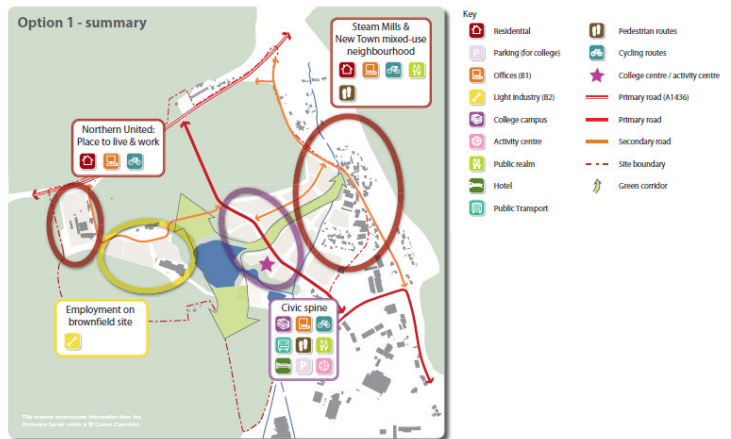 Option 1 - summary
Steam Mills &
New Town mixed-use
neighbourhood
Northern United:
Place to live & work
Employment on
brownfield site
Civic spine
P
This drawing incorporates information from the
Ordnance Survey which is © Crown Copyright.
Key
Residential
P
Parking (for college)
Offices (B1)
Light Industry (B2)
College campus
Activity centre
Public realm
Hotel
Public Transport
Pedestrian routes
Cycling routes
College centre / activity centre
Primary road (A1436)
Primary road
Secondary road
Site boundary
Green corridor